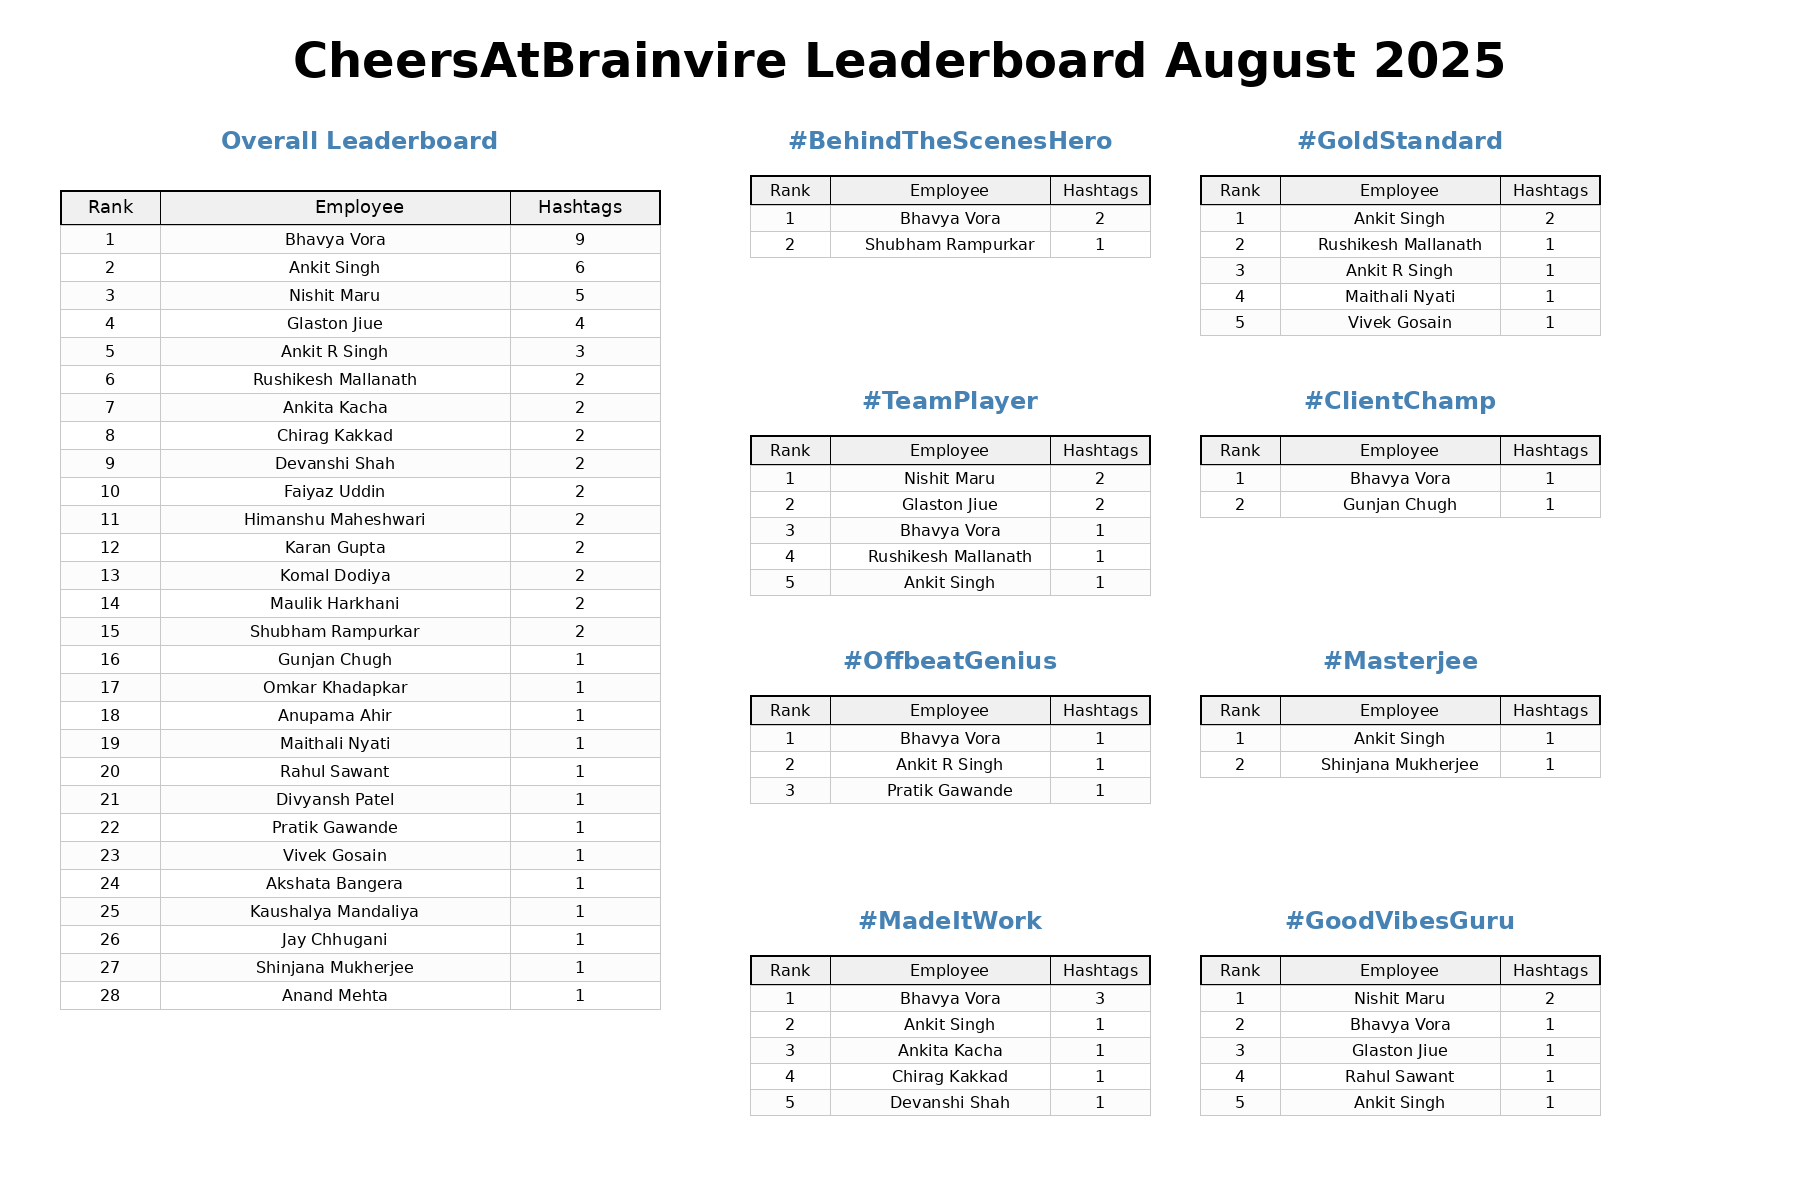 CheersAtBrainvire Leaderboard August 2025
Overall Leaderboard
Rank Employee Hashtags
1 Bhavya Vora 9
2 Ankit Singh 6
3 Nishit Maru 5
4 Glaston Jiue 4
5 Ankit R Singh 3
6 Rushikesh Mallanath 2
7 Ankita Kacha 2
8 Chirag Kakkad 2
9 Devanshi Shah 2
10 Faiyaz Uddin 2
11 Himanshu Maheshwari 2
12 Karan Gupta 2
13 Komal Dodiya 2
14 Maulik Harkhani 2
15 Shubham Rampurkar 2
16 Gunjan Chugh 1
17 Omkar Khadapkar 1
18 Anupama Ahir 1
19 Maithali Nyati 1
20 Rahul Sawant 1
21 Divyansh Patel 1
22 Pratik Gawande 1
23 Vivek Gosain 1
24 Akshata Bangera 1
25 Kaushalya Mandaliya 1
26 Jay Chhugani 1
27 Shinjana Mukherjee 1
28 Anand Mehta 1
#BehindTheScenesHero
Rank Employee Hashtags
1 Bhavya Vora 2
2 Shubham Rampurkar 1
#GoldStandard
Rank Employee Hashtags
1 Ankit Singh 2
2 Rushikesh Mallanath 1
3 Ankit R Singh 1
4 Maithali Nyati 1
5 Vivek Gosain 1
#TeamPlayer
Rank Employee Hashtags
1 Nishit Maru 2
2 Glaston Jiue 2
3 Bhavya Vora 1
4 Rushikesh Mallanath 1
5 Ankit Singh 1
#ClientChamp
Rank Employee Hashtags
1 Bhavya Vora 1
2 Gunjan Chugh 1
#OffbeatGenius
Rank Employee Hashtags
1 Bhavya Vora 1
2 Ankit R Singh 1
3 Pratik Gawande 1
#Masterjee
Rank Employee Hashtags
1 Ankit Singh 1
2 Shinjana Mukherjee 1
#MadeItWork
Rank Employee Hashtags
1 Bhavya Vora 3
2 Ankit Singh 1
3 Ankita Kacha 1
4 Chirag Kakkad 1
5 Devanshi Shah 1
#GoodVibesGuru
Rank Employee Hashtags
1 Nishit Maru 2
2 Bhavya Vora 1
3 Glaston Jiue 1
4 Rahul Sawant 1
5 Ankit Singh 1